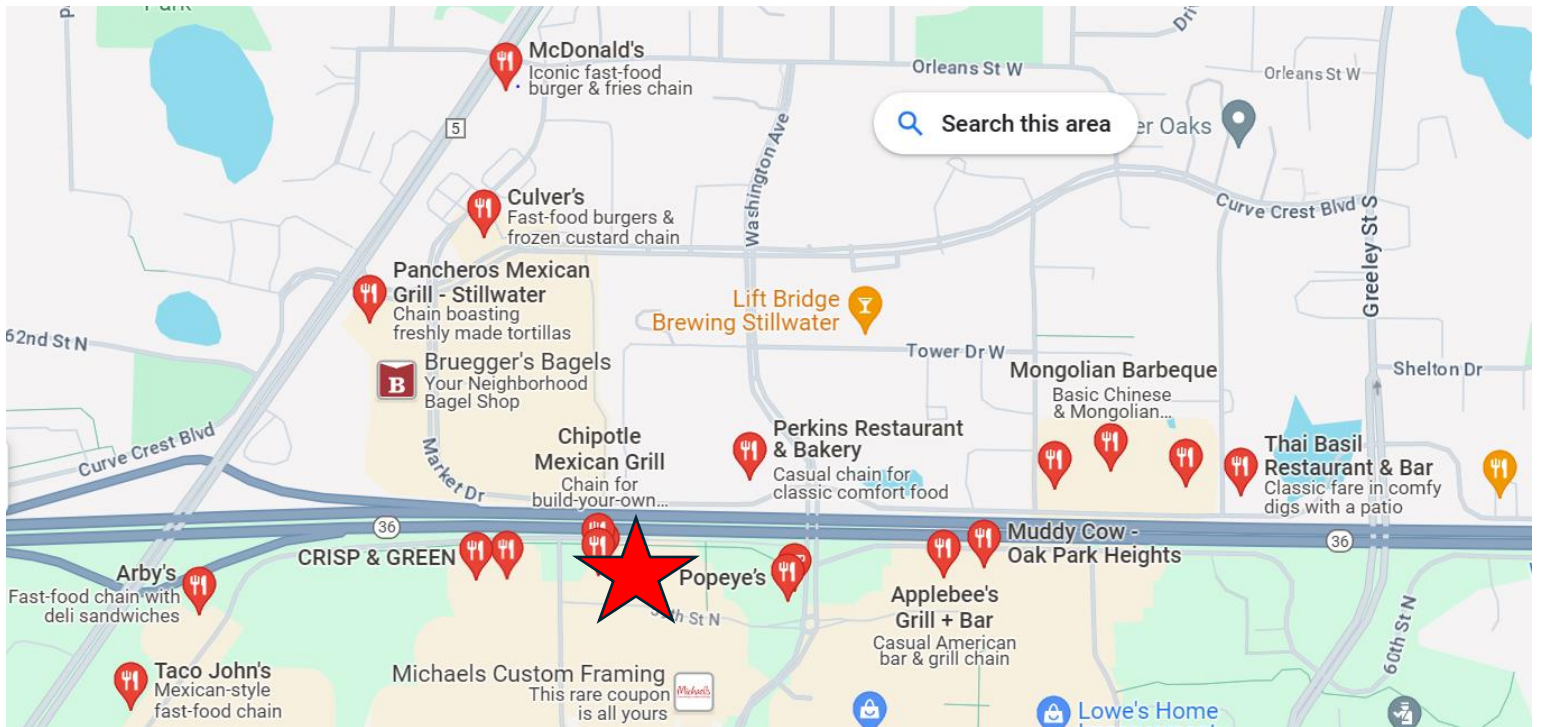 Park
McDonald's
Iconic fast-food
burger & fries chain
5
Orleans St W
Orleans St W
Search this area
er Oaks
Washington Ave
Culver's
Fast-food burgers &
frozen custard chain
Curve Crest Blvd
Greeley St S
Pancheros Mexican
Grill - Stillwater
Chain boasting
freshly made tortillas
Lift Bridge
Brewing Stillwater
62nd St N
Tower Dr W
Bruegger's Bagels
Your Neighborhood
Bagel Shop
B
Mongolian Barbeque
Basic Chinese
& Mongolian...
Shelton Dr
Curve Crest Blvd
Market Dr
Chipotle
Mexican Grill
Chain for
build-your-own...
Perkins Restaurant
& Bakery
Casual chain for
classic comfort food
Thai Basil
Restaurant & Bar
Classic fare in comfy
digs with a patio
36
CRISP & GREEN
Muddy Cow -
Oak Park Heights
36
Arby's
Fast-food chain with
deli sandwiches
Popeye's
Applebee's
Grill + Bar
Casual American
bar & grill chain
St N
60th St N
Taco John's
Mexican-style
fast-food chain
Michaels Custom Framing
This rare coupon
is all yours
Michaels
Lowe's Home